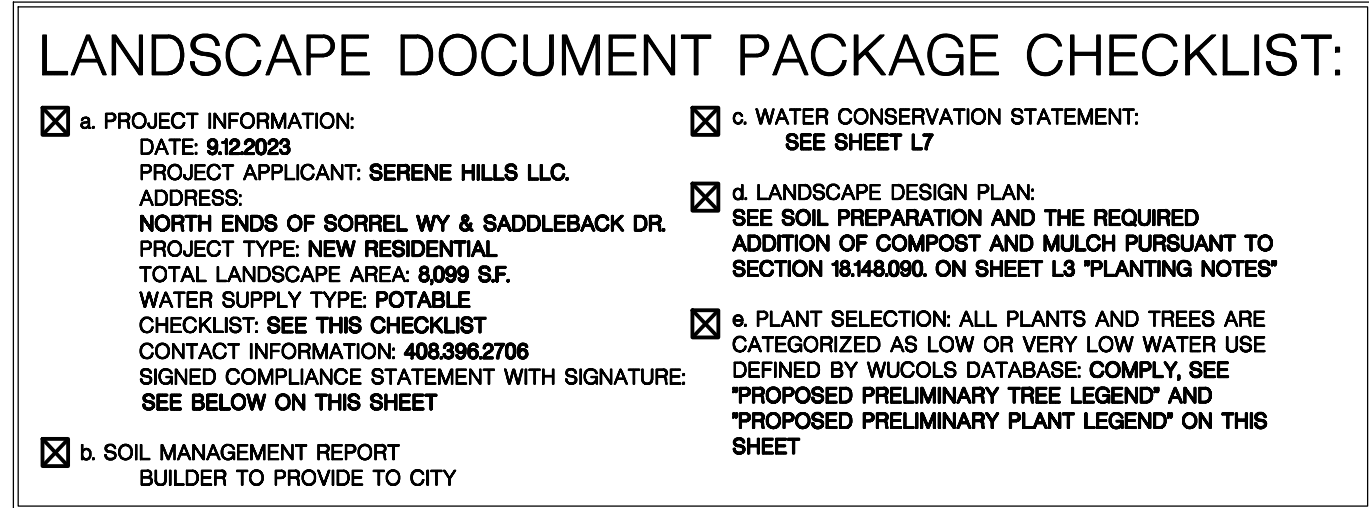 LANDSCAPE DOCUMENT PACKAGE CHECKLIST:
a. PROJECT INFORMATION:
DATE: 9.12.2023
PROJECT APPLICANT: SERENE HILLS LLC.
ADDRESS:
NORTH ENDS OF SORREL WY & SADDLEBACK DR.
PROJECT TYPE: NEW RESIDENTIAL
TOTAL LANDSCAPE AREA: 8,099 S.F.
WATER SUPPLY TYPE: POTABLE
CHECKLIST: SEE THIS CHECKLIST
CONTACT INFORMATION: 408.396.2706
SIGNED COMPLIANCE STATEMENT WITH SIGNATURE:
SEE BELOW ON THIS SHEET
b. SOIL MANAGEMENT REPORT
BUILDER TO PROVIDE TO CITY
c. WATER CONSERVATION STATEMENT:
SEE SHEET L7
d. LANDSCAPE DESIGN PLAN:
SEE SOIL PREPARATION AND THE REQUIRED
ADDITION OF COMPOST AND MULCH PURSUANT TO
SECTION 18.148.090. ON SHEET L3 "PLANTING NOTES"
e. PLANT SELECTION: ALL PLANTS AND TREES ARE
CATEGORIZED AS LOW OR VERY LOW WATER USE
DEFINED BY WUCOLS DATABASE: COMPLY, SEE
"PROPOSED PRELIMINARY TREE LEGEND" AND
"PROPOSED PRELIMINARY PLANT LEGEND" ON THIS
SHEET